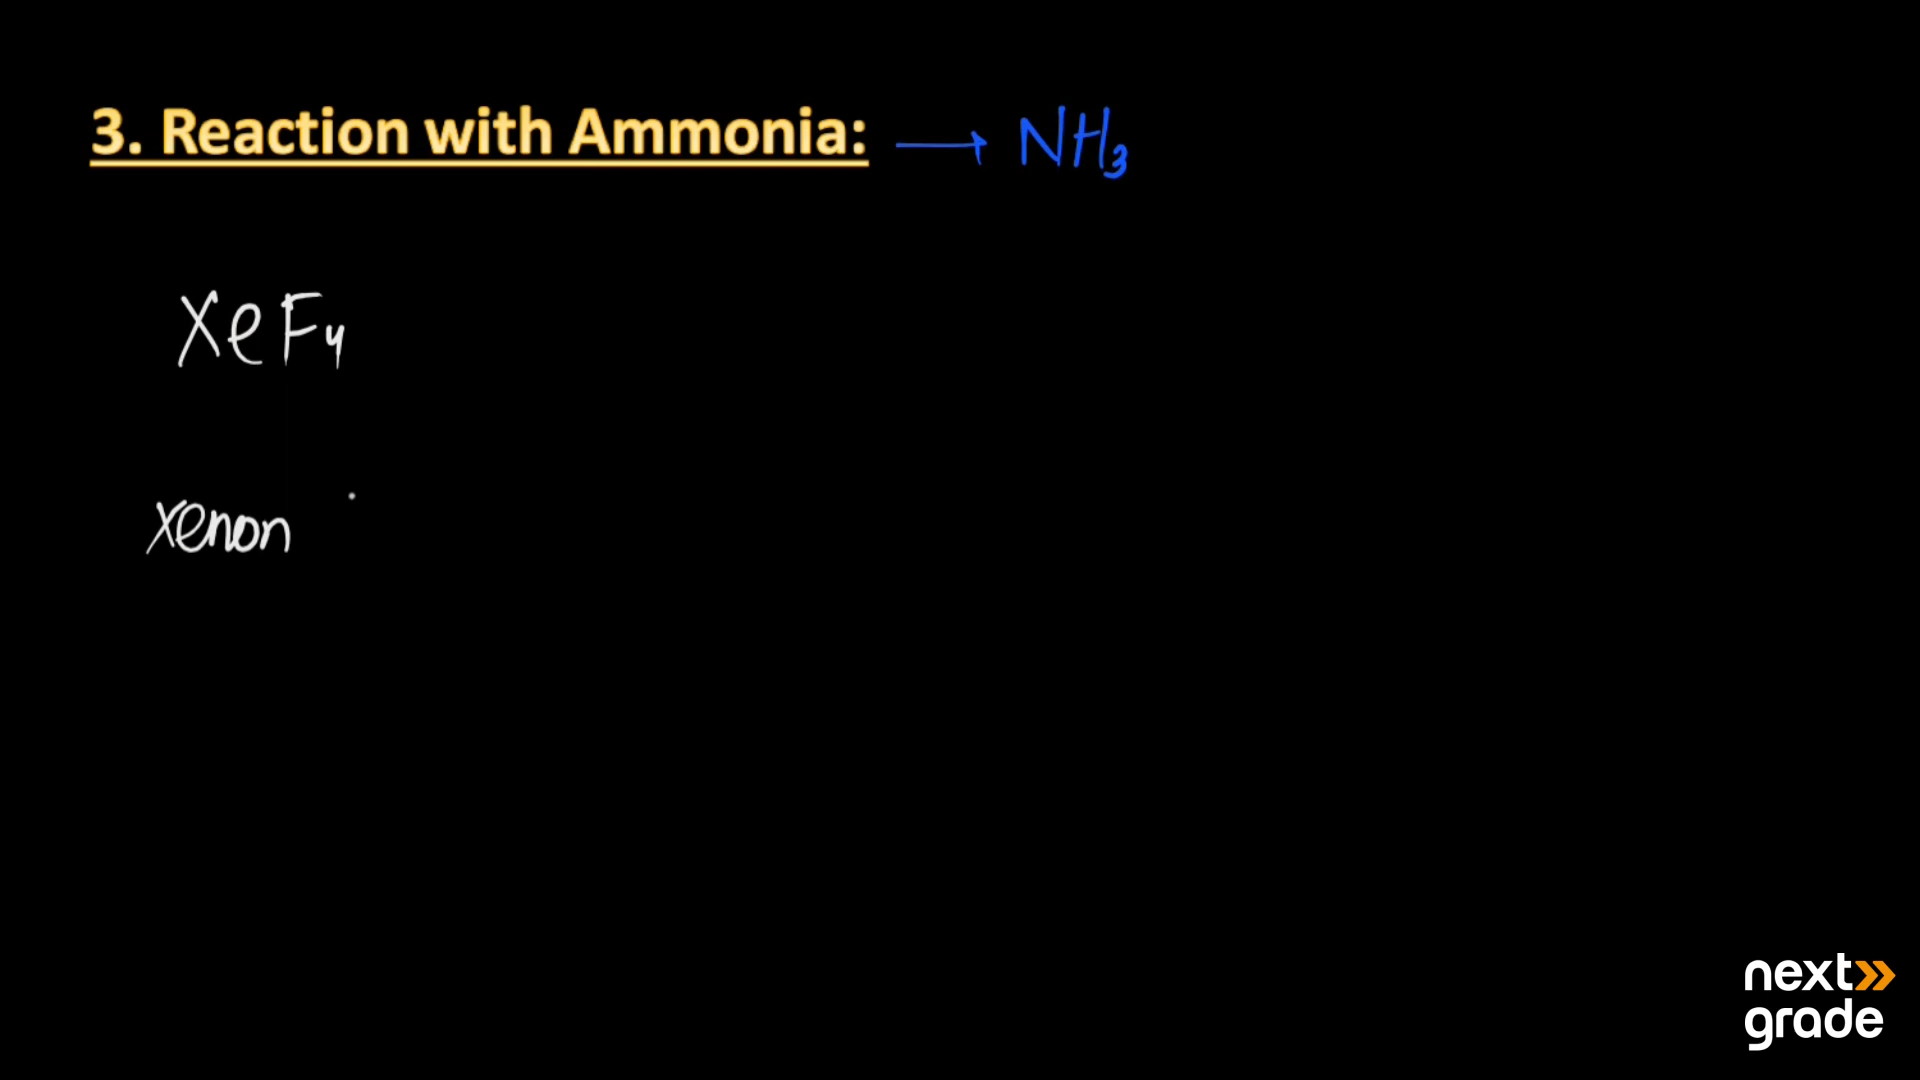 3. Reaction with Ammonia: → NH₃
XeF₄
xenon
next
grade